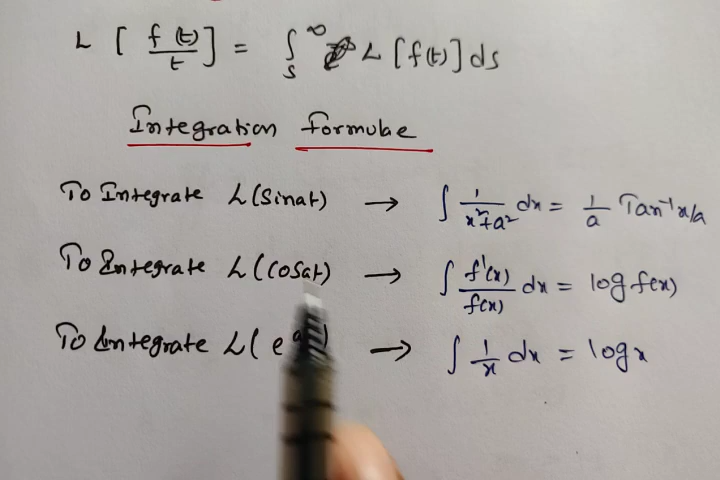 L [ f(t)/t ] = ∫_s^∞ L [f(t)] ds
Integration formulae
To Integrate L(Sinat) → ∫ 1/(x²+a²) dx = 1/a Tan⁻¹ x/a
To Integrate L(Cosat) → ∫ f'(x)/f(x) dx = log f(x)
To Integrate L( e → ∫ 1/x dx = log x